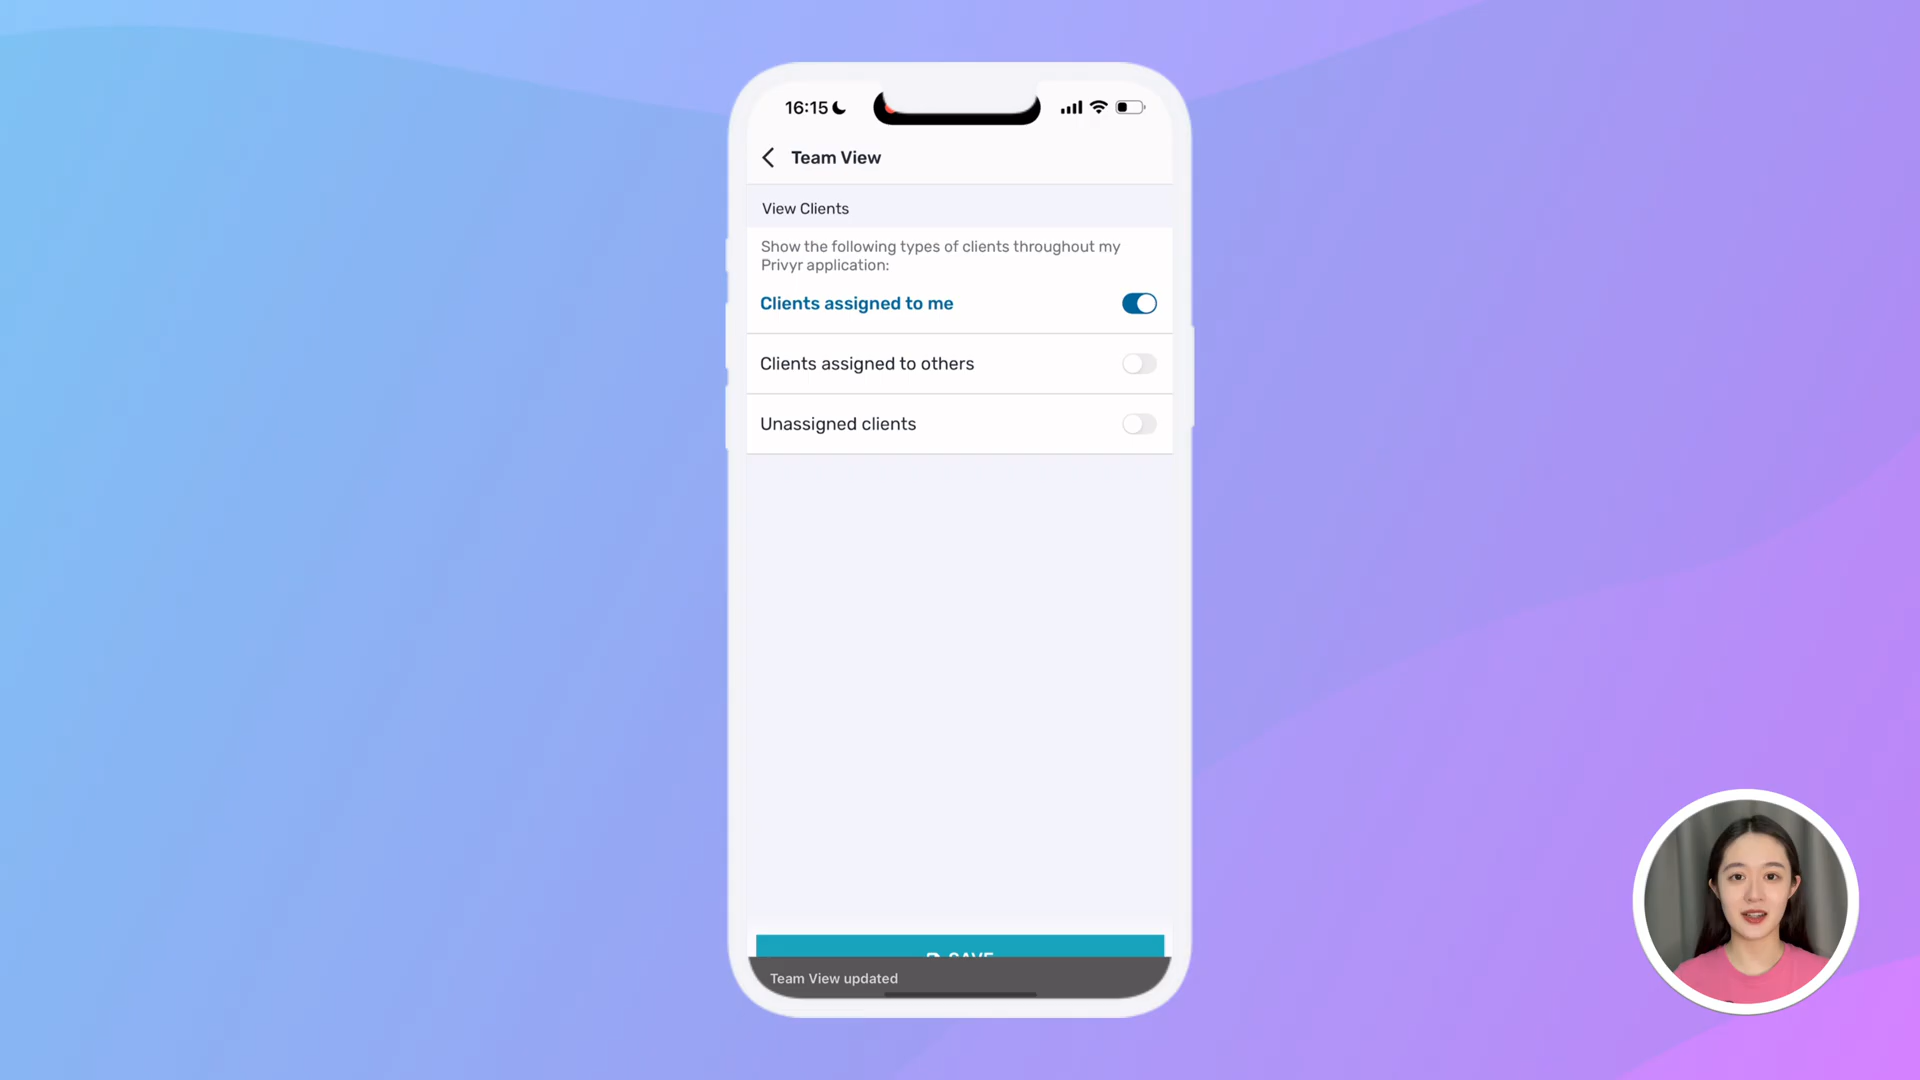 16:15
Team View
View Clients
Show the following types of clients throughout my
Privyr application:
Clients assigned to me
Clients assigned to others
Unassigned clients
SAVE
Team View updated